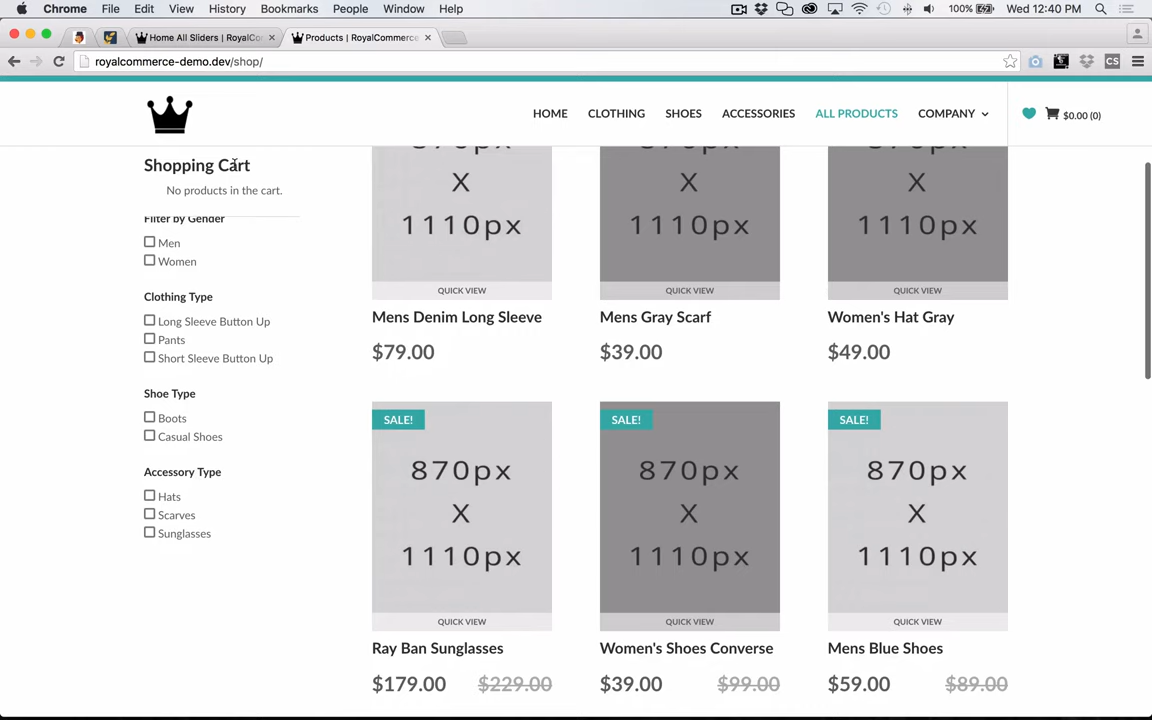 Chrome File Edit View History Bookmarks People Window Help 100% Wed 12:40 PM
Home All Sliders | RoyalCo
Products | RoyalCommerce
royalcommerce-demo.dev/shop/
CS
HOME CLOTHING SHOES ACCESSORIES ALL PRODUCTS COMPANY $0.00 (0)
Shopping Cart
No products in the cart.
Filter by Gender
Men
Women
Clothing Type
Long Sleeve Button Up
Pants
Short Sleeve Button Up
Shoe Type
Boots
Casual Shoes
Accessory Type
Hats
Scarves
Sunglasses
870px 870px 870px
X X X
1110px 1110px 1110px
QUICK VIEW QUICK VIEW QUICK VIEW
Mens Denim Long Sleeve Mens Gray Scarf Women's Hat Gray
$79.00 $39.00 $49.00
SALE! SALE! SALE!
870px 870px 870px
X X X
1110px 1110px 1110px
QUICK VIEW QUICK VIEW QUICK VIEW
Ray Ban Sunglasses Women's Shoes Converse Mens Blue Shoes
$179.00 $229.00 $39.00 $99.00 $59.00 $89.00